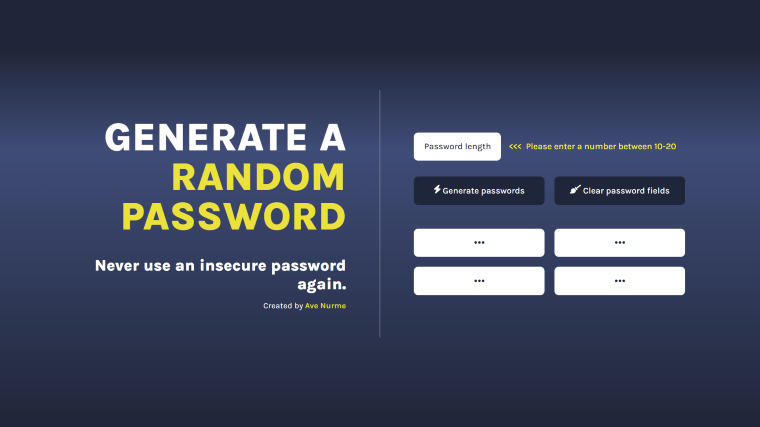 GENERATE A
RANDOM
PASSWORD
Never use an insecure password
again.
Created by Ave Nurme
Password length
<<< Please enter a number between 10-20
Generate passwords
Clear password fields
•••
•••
•••
•••